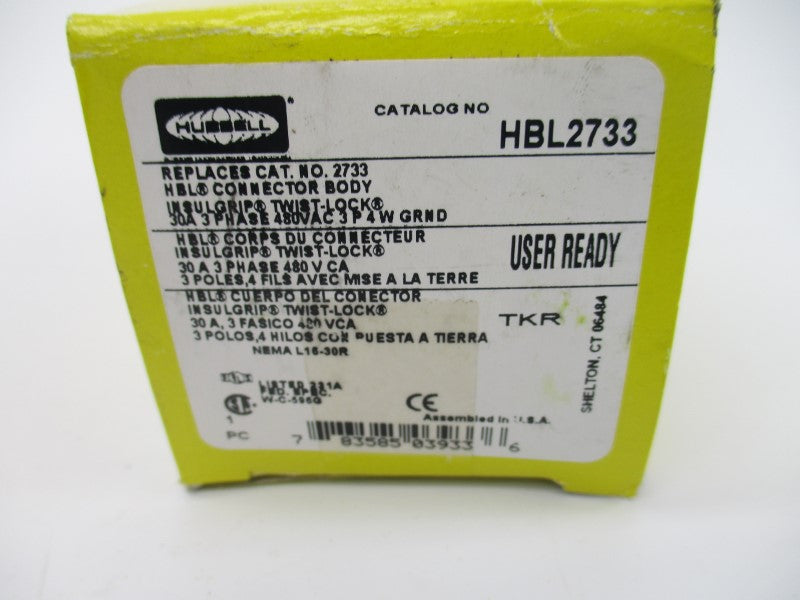 HUBBELL
CATALOG NO HBL2733
REPLACES CAT. NO. 2733
HBL® CONNECTOR BODY
INSULGRIP® TWIST-LOCK®
30A 3 PHASE 480VAC 3 P 4 W GRND
HBL® CORPS DU CONNECTEUR
INSULGRIP® TWIST-LOCK®
30 A 3 PHASE 480 V CA
3 POLES,4 FILS AVEC MISE A LA TERRE
USER READY
HBL® CUERPO DEL CONECTOR
INSULGRIP® TWIST-LOCK®
30 A, 3 FASICO 480 VCA
3 POLOS,4 HILOS CON PUESTA A TIERRA
NEMA L16-30R
TKR
SHELTON, CT 06484
LISTED 231A
FED. SPEC.
W-C-596G
CE
Assembled in U.S.A.
1
PC
7 83585 03933 6